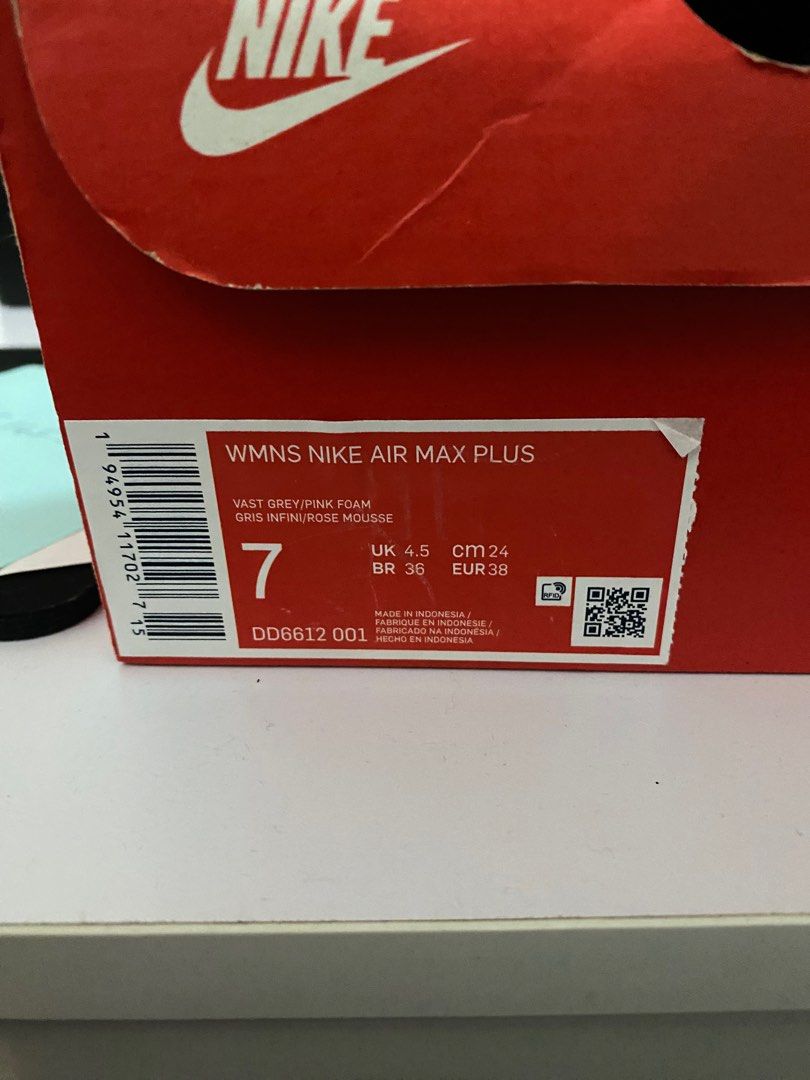 NIKE
WMNS NIKE AIR MAX PLUS
VAST GREY/PINK FOAM
GRIS INFINI/ROSE MOUSSE
7
UK 4.5 cm 24
BR 36 EUR 38
DD6612 001
MADE IN INDONESIA /
FABRIQUE EN INDONESIE /
FABRICADO NA INDONÉSIA /
HECHO EN INDONESIA
RFID
1 94954 11702 7 15